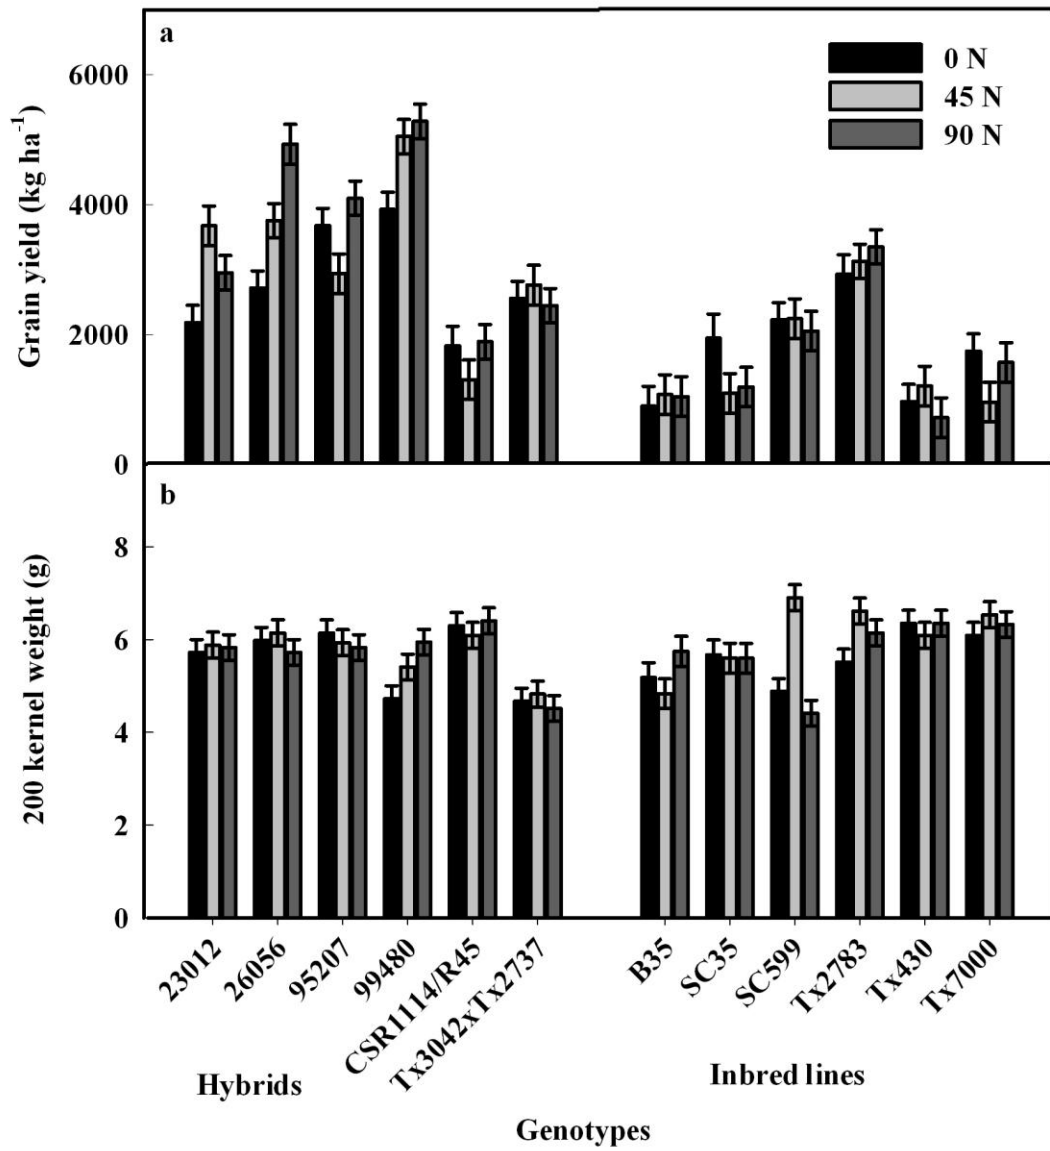 a
0 N
45 N
90 N
6000
4000
2000
0
Grain yield (kg ha⁻¹)
b
8
6
4
2
0
200 kernel weight (g)
23012
26056
95207
99480
CSR1114/R45
Tx3042xTx2737
B35
SC35
SC599
Tx2783
Tx430
Tx7000
Hybrids
Inbred lines
Genotypes